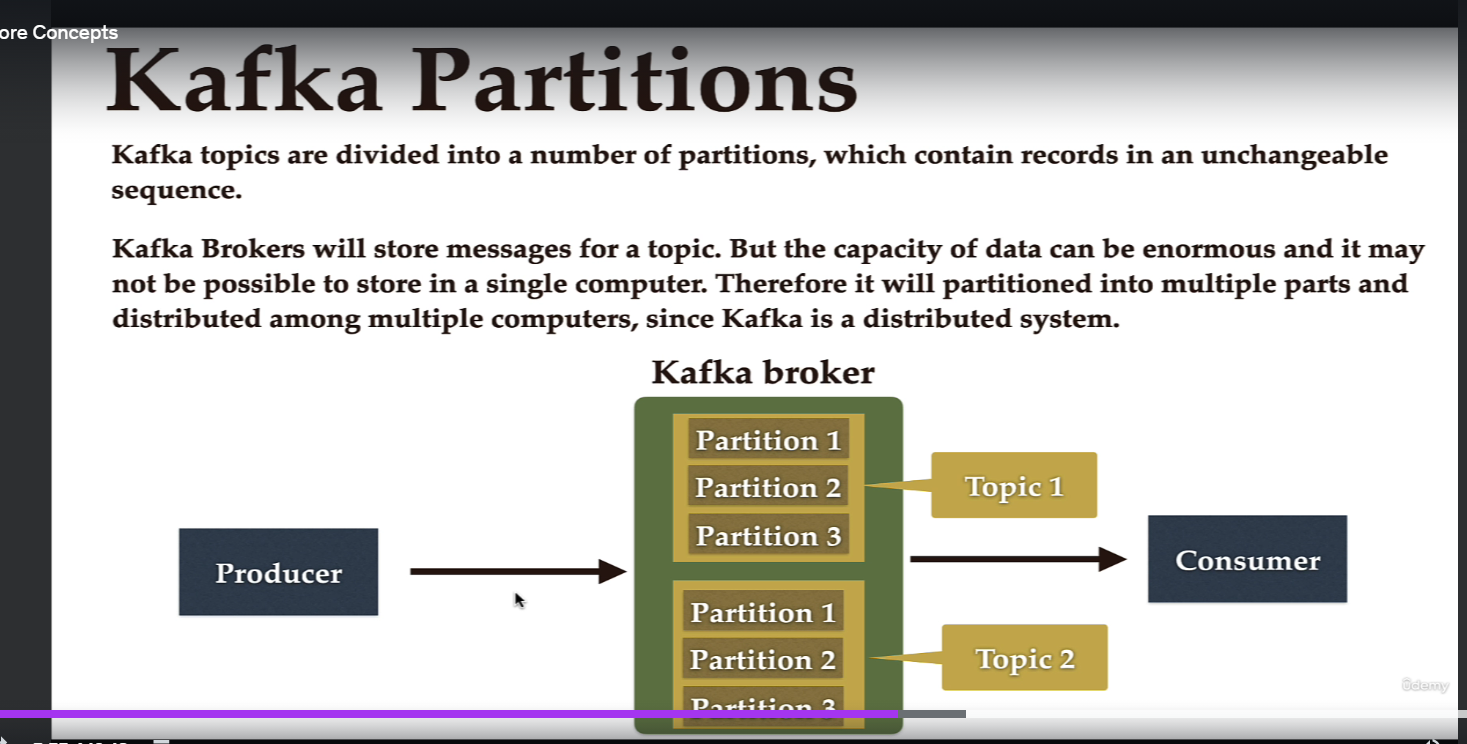 ore Concepts
Kafka Partitions
Kafka topics are divided into a number of partitions, which contain records in an unchangeable
sequence.
Kafka Brokers will store messages for a topic. But the capacity of data can be enormous and it may
not be possible to store in a single computer. Therefore it will partitioned into multiple parts and
distributed among multiple computers, since Kafka is a distributed system.
Kafka broker
Partition 1
Partition 2
Partition 3
Topic 1
Producer
Consumer
Partition 1
Partition 2
Partition 3
Topic 2
ûdemy